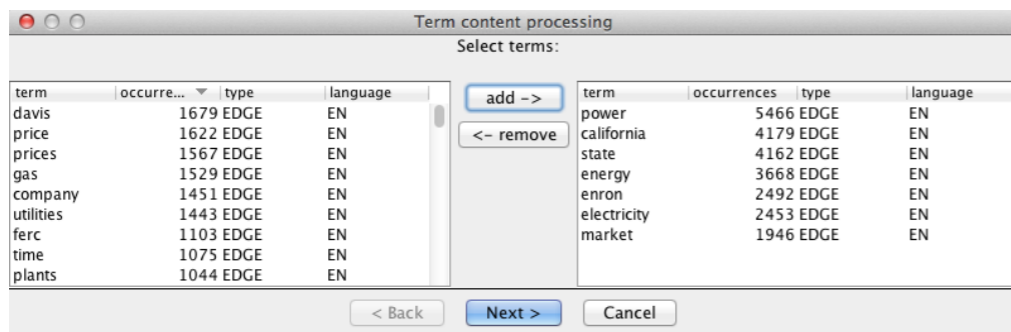 Term content processing
Select terms:
term occurre... type language
davis 1679 EDGE EN
price 1622 EDGE EN
prices 1567 EDGE EN
gas 1529 EDGE EN
company 1451 EDGE EN
utilities 1443 EDGE EN
ferc 1103 EDGE EN
time 1075 EDGE EN
plants 1044 EDGE EN
add ->
<- remove
term occurrences type language
power 5466 EDGE EN
california 4179 EDGE EN
state 4162 EDGE EN
energy 3668 EDGE EN
enron 2492 EDGE EN
electricity 2453 EDGE EN
market 1946 EDGE EN
< Back Next > Cancel